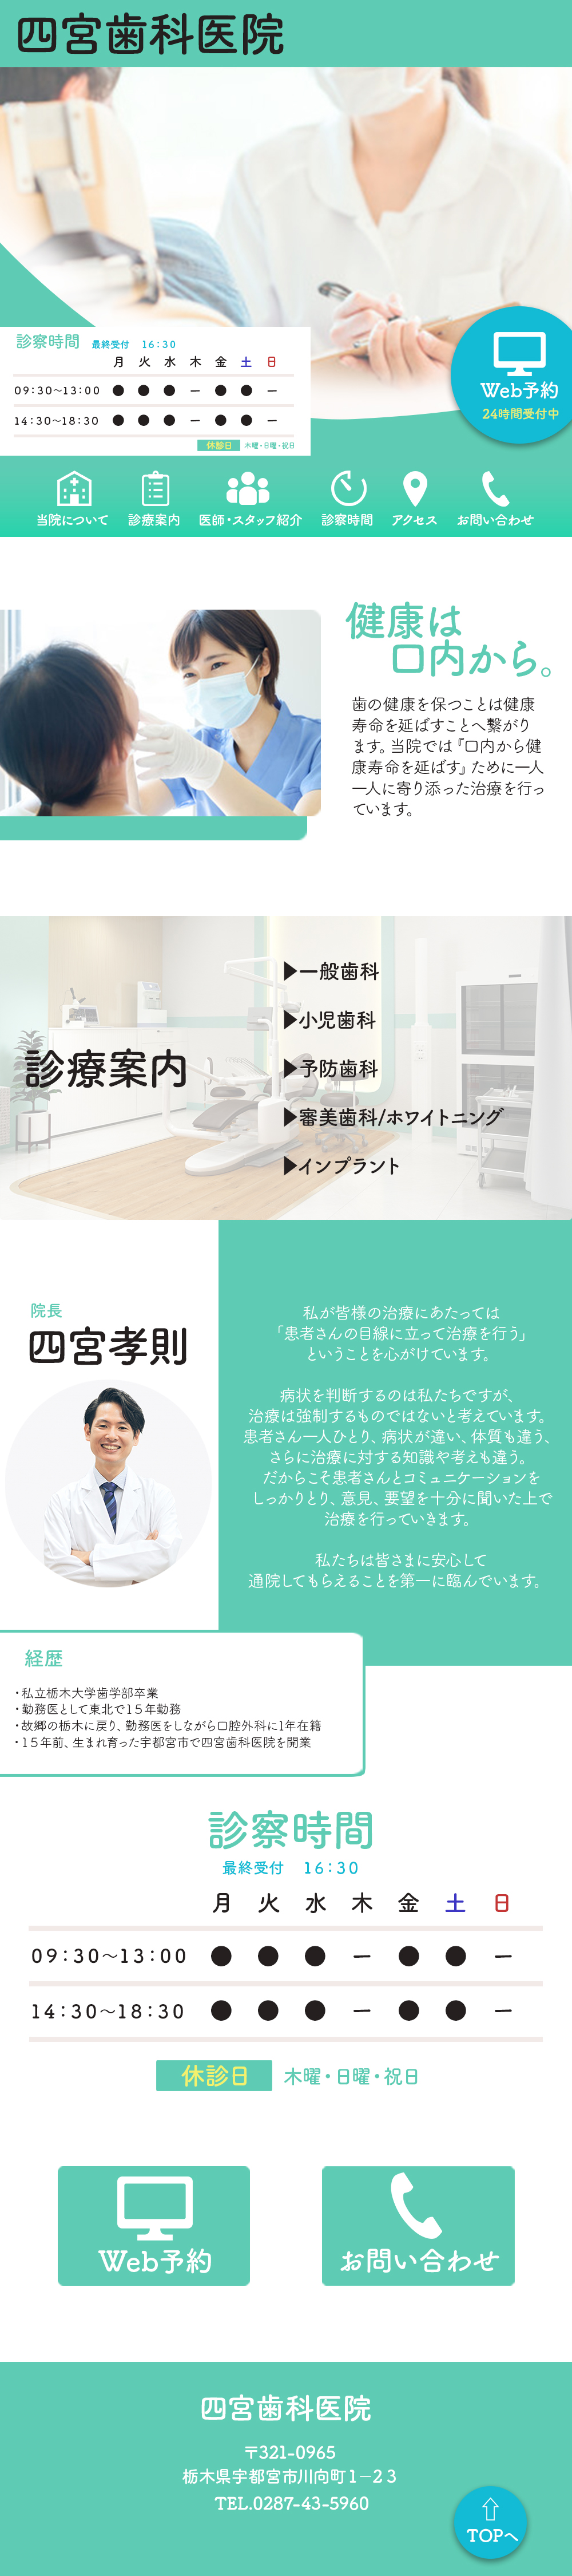 四宮歯科医院
診察時間 最終受付 16：30
月 火 水 木 金 土 日
09：30～13：00 ● ● ● ー ● ● ー
14：30～18：30 ● ● ● ー ● ● ー
休診日 木曜・日曜・祝日
Web予約
24時間受付中
当院について 診療案内 医師・スタッフ紹介 診察時間 アクセス お問い合わせ
健康は
口内から。
歯の健康を保つことは健康
寿命を延ばすことへ繋がり
ます。当院では『口内から健
康寿命を延ばす』ために一人
一人に寄り添った治療を行っ
ています。
診療案内
▶一般歯科
▶小児歯科
▶予防歯科
▶審美歯科/ホワイトニング
▶インプラント
院長
四宮孝則
私が皆様の治療にあたっては
「患者さんの目線に立って治療を行う」
ということを心がけています。
病状を判断するのは私たちですが、
治療は強制するものではないと考えています。
患者さん一人ひとり、病状が違い、体質も違う、
さらに治療に対する知識や考えも違う。
だからこそ患者さんとコミュニケーションを
しっかりとり、意見、要望を十分に聞いた上で
治療を行っていきます。
私たちは皆さまに安心して
通院してもらえることを第一に臨んでいます。
経歴
・私立栃木大学歯学部卒業
・勤務医として東北で15年勤務
・故郷の栃木に戻り、勤務医をしながら口腔外科に1年在籍
・15年前、生まれ育った宇都宮市で四宮歯科医院を開業
診察時間
最終受付 16：30
月 火 水 木 金 土 日
09：30～13：00 ● ● ● ー ● ● ー
14：30～18：30 ● ● ● ー ● ● ー
休診日 木曜・日曜・祝日
Web予約
お問い合わせ
四宮歯科医院
〒321-0965
栃木県宇都宮市川向町1－23
TEL.0287-43-5960
TOPへ